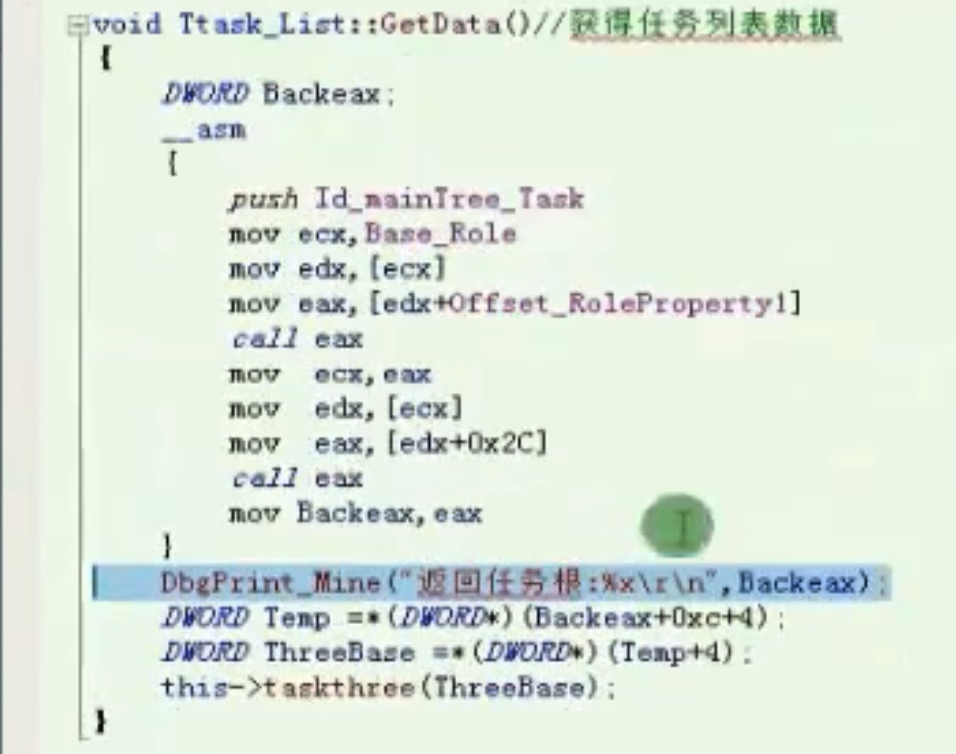 void Ttask_List::GetData()//获得任务列表数据
{
DWORD Backeax;
__asm
{
push Id_mainTree_Task
mov ecx,Base_Role
mov edx,[ecx]
mov eax,[edx+Offset_RoleProperty1]
call eax
mov ecx,eax
mov edx,[ecx]
mov eax,[edx+0x2C]
call eax
mov Backeax,eax
}
DbgPrint_Mine("返回任务根:%x\r\n",Backeax);
DWORD Temp =*(DWORD*)(Backeax+0xc+4);
DWORD ThreeBase =*(DWORD*)(Temp+4);
this->taskthree(ThreeBase);
}